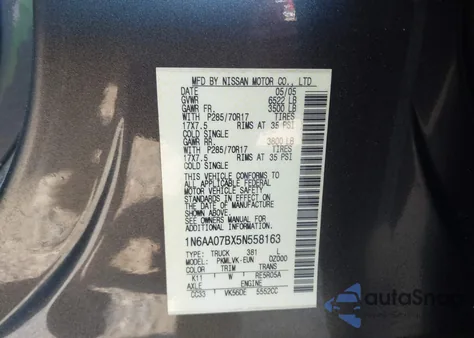 MFD BY NISSAN MOTOR CO., LTD
DATE 05/05
GVWR 6522 LB
GAWR FR. 3500 LB
WITH P285/70R17 TIRES
17X7.5 RIMS AT 35 PSI
COLD SINGLE
GAWR RR. 3800 LB
WITH P285/70R17 TIRES
17X7.5 RIMS AT 35 PSI
COLD SINGLE
THIS VEHICLE CONFORMS TO
ALL APPLICABLE FEDERAL
MOTOR VEHICLE SAFETY
STANDARDS IN EFFECT ON
THE DATE OF MANUFACTURE
SHOWN ABOVE.
SEE OWNERS MANUAL FOR
ADDITIONAL INFORMATION
1N6AA07BX5N558163
TYPE: TRUCK 381 L
MODEL: PKMLVK-EUN DZ000
COLOR TRIM TRANS
K11 W RE5R05A
AXLE ENGINE
CC33 VK56DE 5552CC
autoSnap